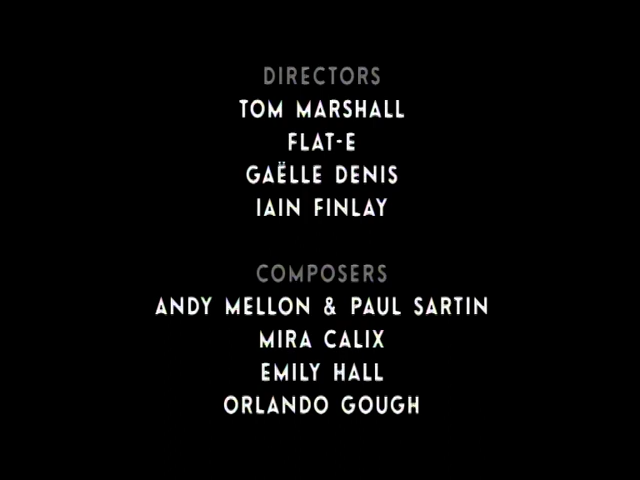 DIRECTORS
TOM MARSHALL
FLAT-E
GAËLLE DENIS
IAIN FINLAY
COMPOSERS
ANDY MELLON & PAUL SARTIN
MIRA CALIX
EMILY HALL
ORLANDO GOUGH